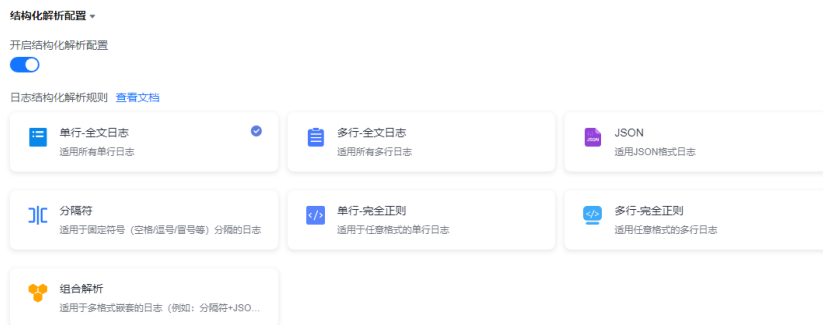 结构化解析配置
开启结构化解析配置
日志结构化解析规则 查看文档
单行-全文日志
适用所有单行日志
多行-全文日志
适用所有多行日志
JSON
适用JSON格式日志
分隔符
适用于固定符号（空格/逗号/冒号等）分隔的日志
单行-完全正则
适用于任意格式的单行日志
多行-完全正则
适用任意格式的多行日志
组合解析
适用于多格式嵌套的日志（例如：分隔符+JSO...